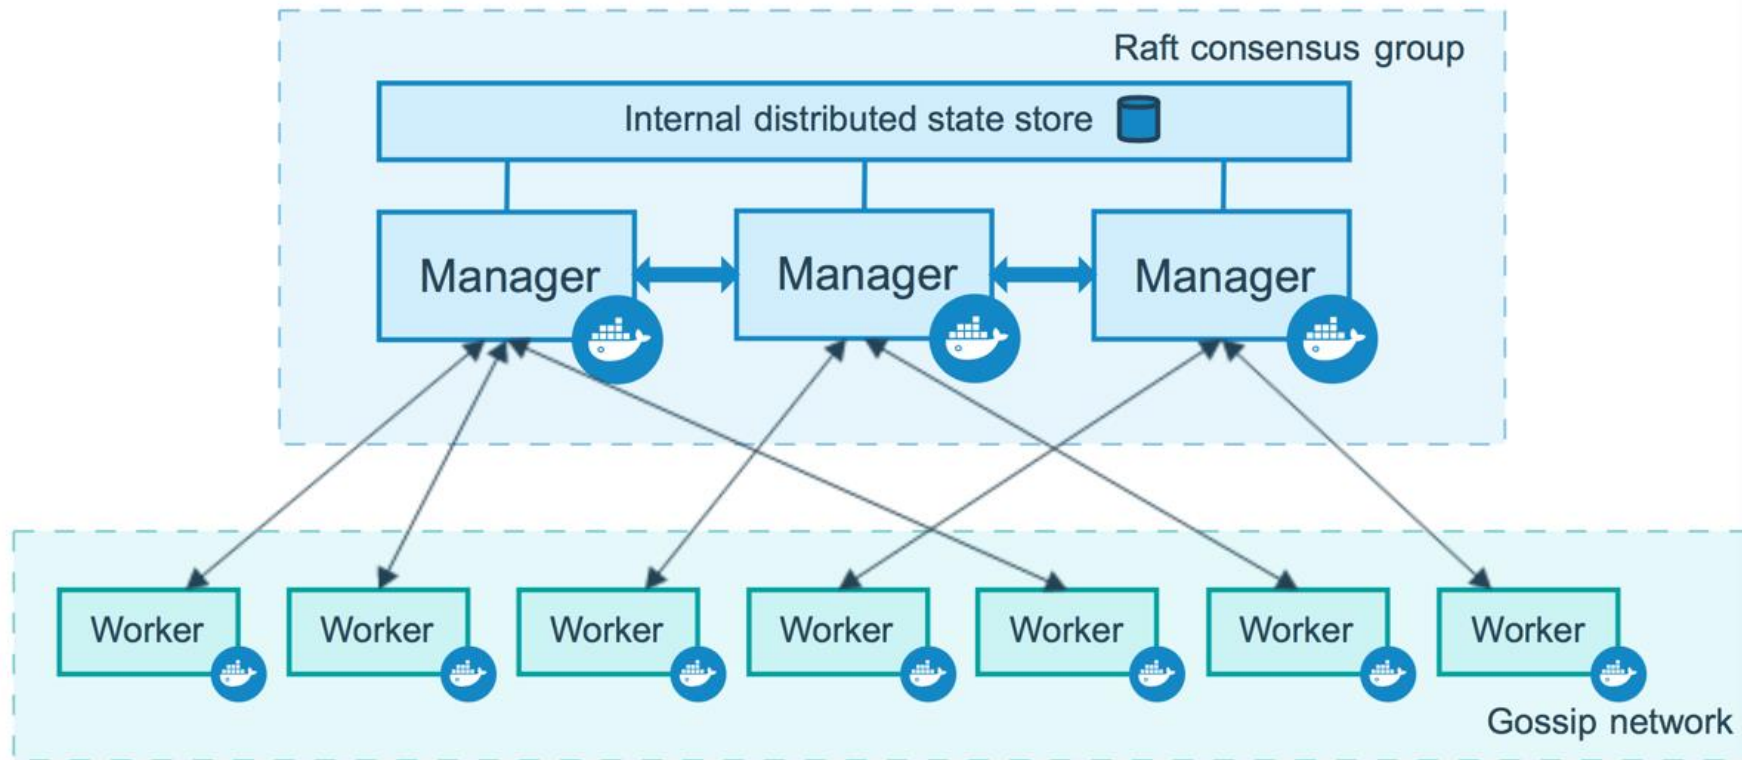 Raft consensus group
Internal distributed state store
Manager
Manager
Manager
Worker
Worker
Worker
Worker
Worker
Worker
Worker
Gossip network